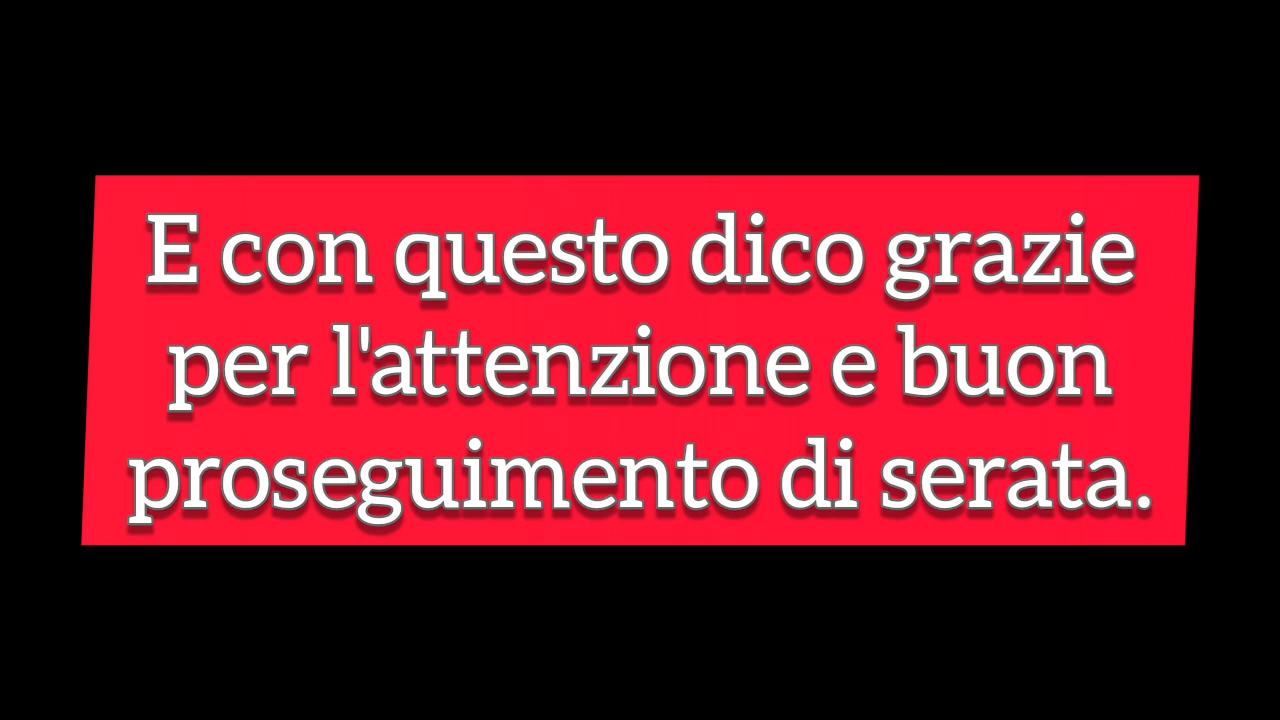 E con questo dico grazie
per l'attenzione e buon
proseguimento di serata.